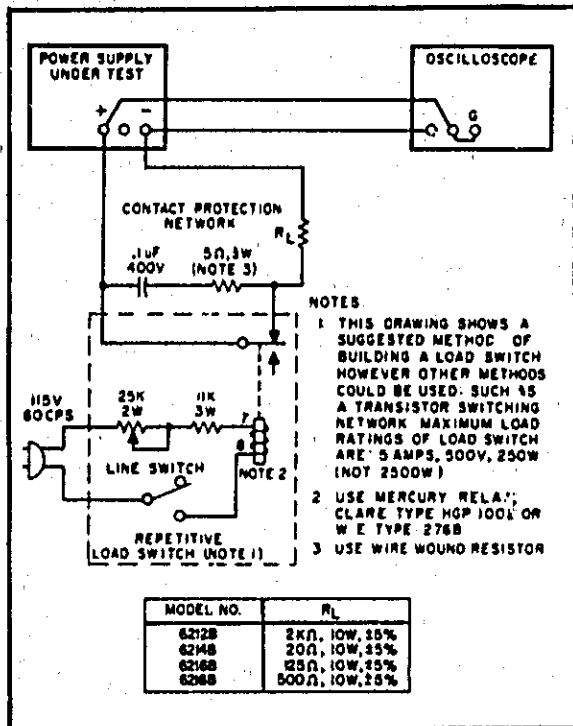 POWER SUPPLY
UNDER TEST
+ -
OSCILLOSCOPE
G
CONTACT PROTECTION
NETWORK
.1uF
400V
5Ω,3W
(NOTE 3)
RL
115V
60CPS
25K
2W
11K
3W
7
8
LINE SWITCH
NOTE 2
REPETITIVE
LOAD SWITCH (NOTE 1)
NOTES
1 THIS DRAWING SHOWS A
SUGGESTED METHOD OF
BUILDING A LOAD SWITCH
HOWEVER OTHER METHODS
COULD BE USED; SUCH AS
A TRANSISTOR SWITCHING
NETWORK MAXIMUM LOAD
RATINGS OF LOAD SWITCH
ARE 5 AMPS, 500V, 250W
(NOT 2500W)
2 USE MERCURY RELAY;
CLARE TYPE HGP OR
W E TYPE 276B
3 USE WIRE WOUND RESISTOR
MODEL NO. RL
6212B 2KΩ, 10W, ±5%
6214B 20Ω, 10W, ±5%
6216B 125Ω, 10W, ±5%
6218B 500Ω, 10W, ±5%